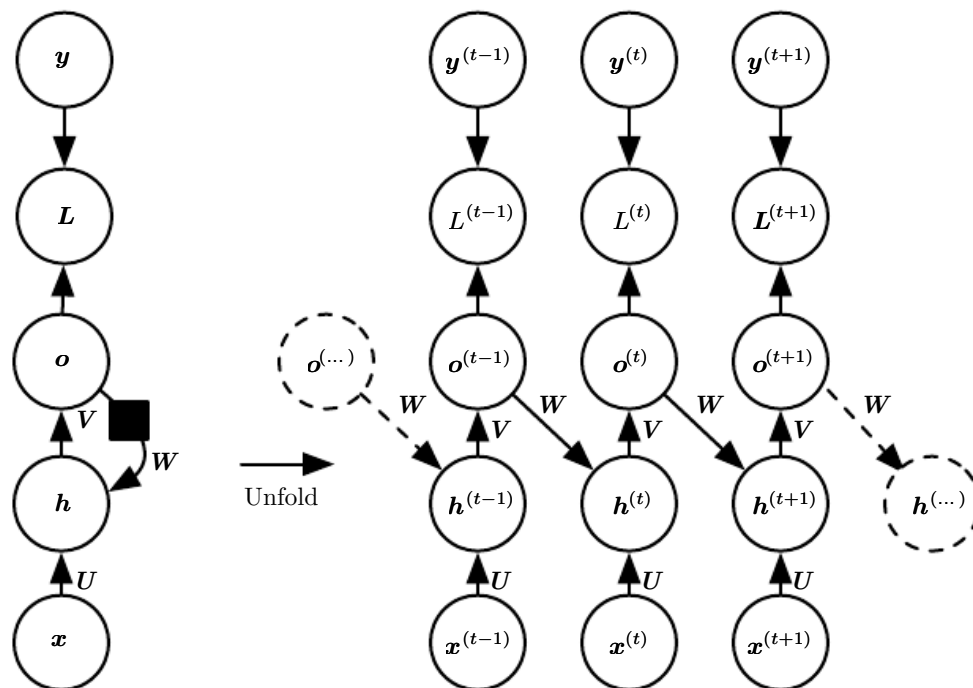 y y^(t−1) y^(t) y^(t+1)
L L^(t−1) L^(t) L^(t+1)
o o^(...) o^(t−1) o^(t) o^(t+1)
W W W W
V V V V
W
Unfold
h h^(t−1) h^(t) h^(t+1) h^(...)
U U U U
x x^(t−1) x^(t) x^(t+1)